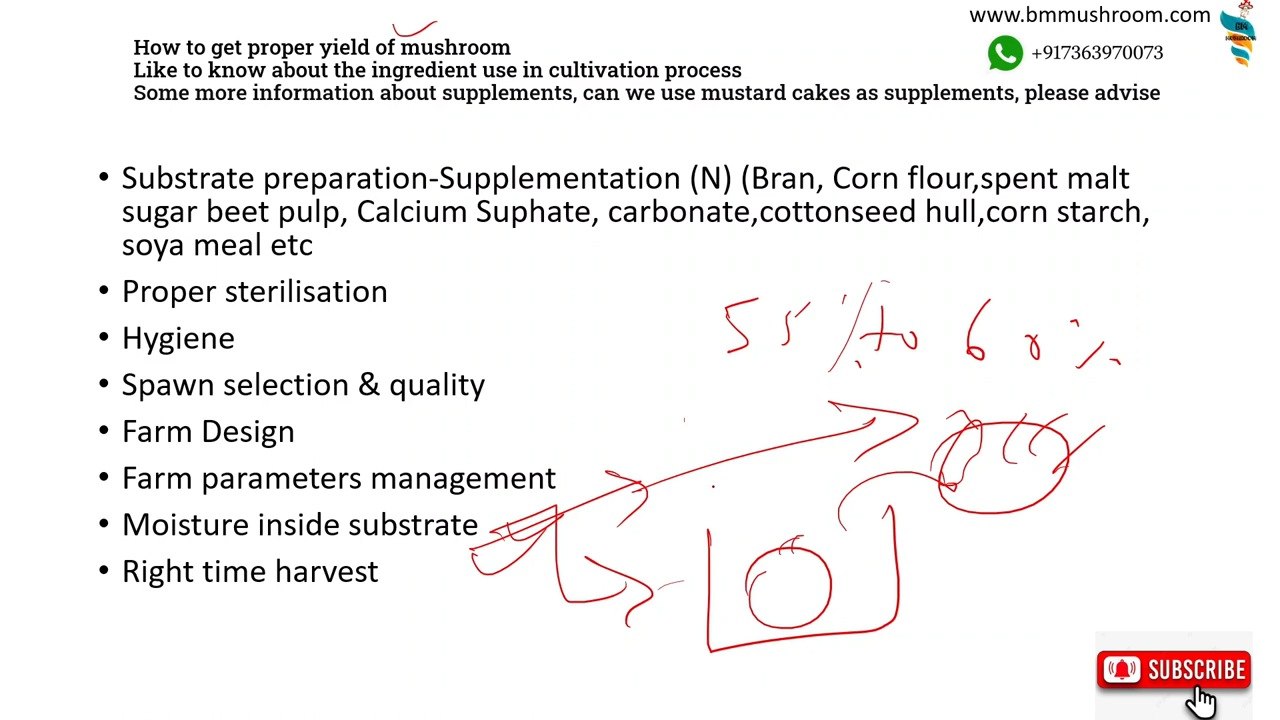 www.bmmushroom.com
How to get proper yield of mushroom
+917363970073
Like to know about the ingredient use in cultivation process
Some more information about supplements, can we use mustard cakes as supplements, please advise
• Substrate preparation-Supplementation (N) (Bran, Corn flour,spent malt
sugar beet pulp, Calcium Suphate, carbonate,cottonseed hull,corn starch,
soya meal etc
• Proper sterilisation
• Hygiene
55% to 60%
• Spawn selection & quality
• Farm Design
• Farm parameters management
• Moisture inside substrate
• Right time harvest
SUBSCRIBE